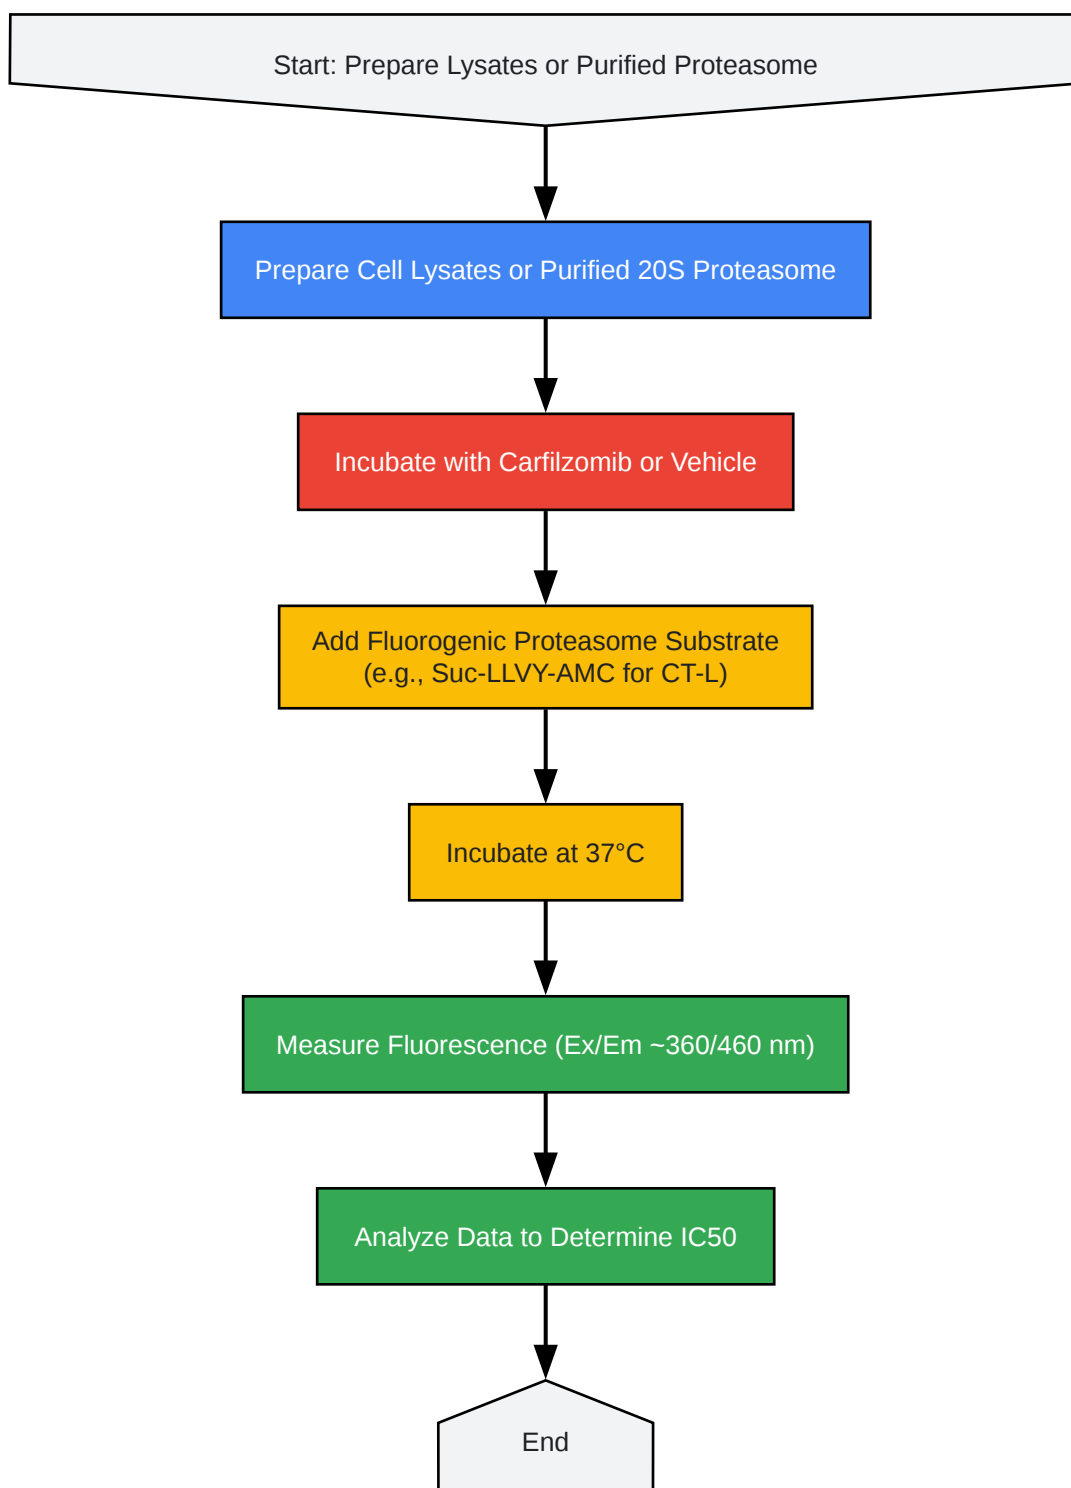 Start: Prepare Lysates or Purified Proteasome
Prepare Cell Lysates or Purified 20S Proteasome
Incubate with Carfilzomib or Vehicle
Add Fluorogenic Proteasome Substrate
(e.g., Suc-LLVY-AMC for CT-L)
Incubate at 37°C
Measure Fluorescence (Ex/Em ~360/460 nm)
Analyze Data to Determine IC50
End